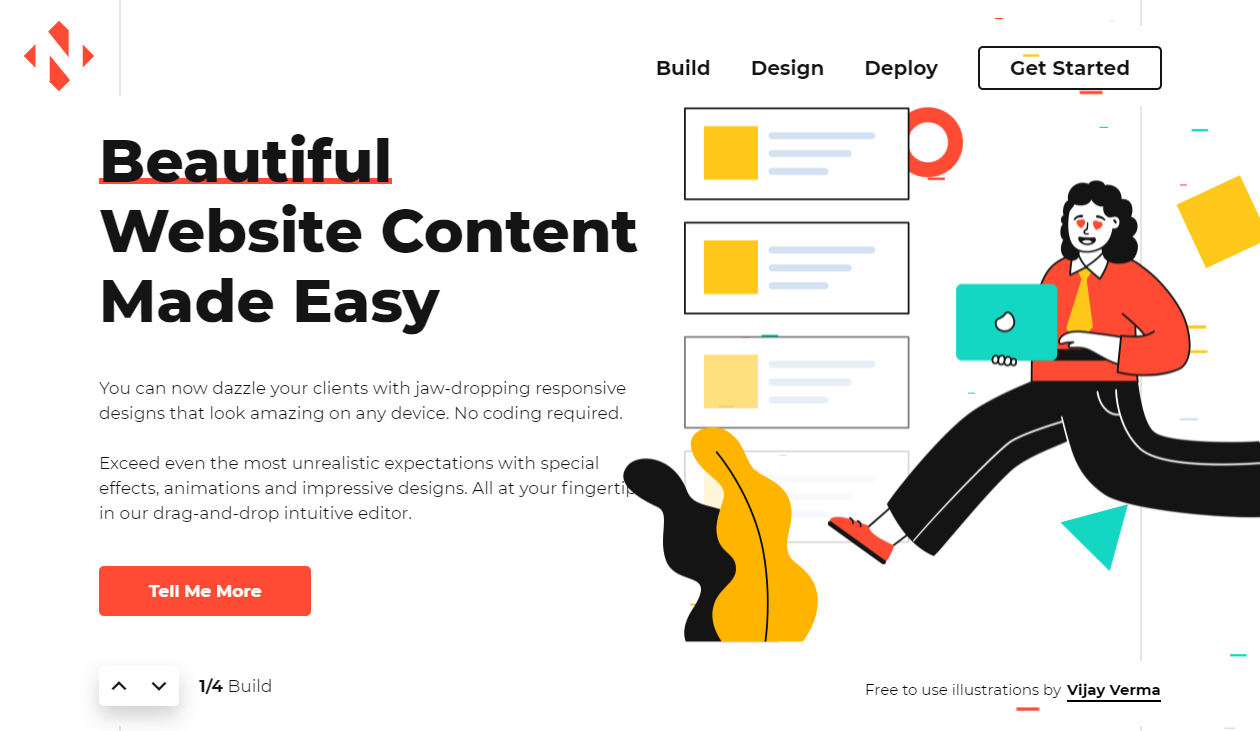 Build
Design
Deploy
Get Started
Beautiful
Website Content
Made Easy
You can now dazzle your clients with jaw-dropping responsive
designs that look amazing on any device. No coding required.
Exceed even the most unrealistic expectations with special
effects, animations and impressive designs. All at your
in our drag-and-drop intuitive editor.
Tell Me More
1/4 Build
Free to use illustrations by Vijay Verma